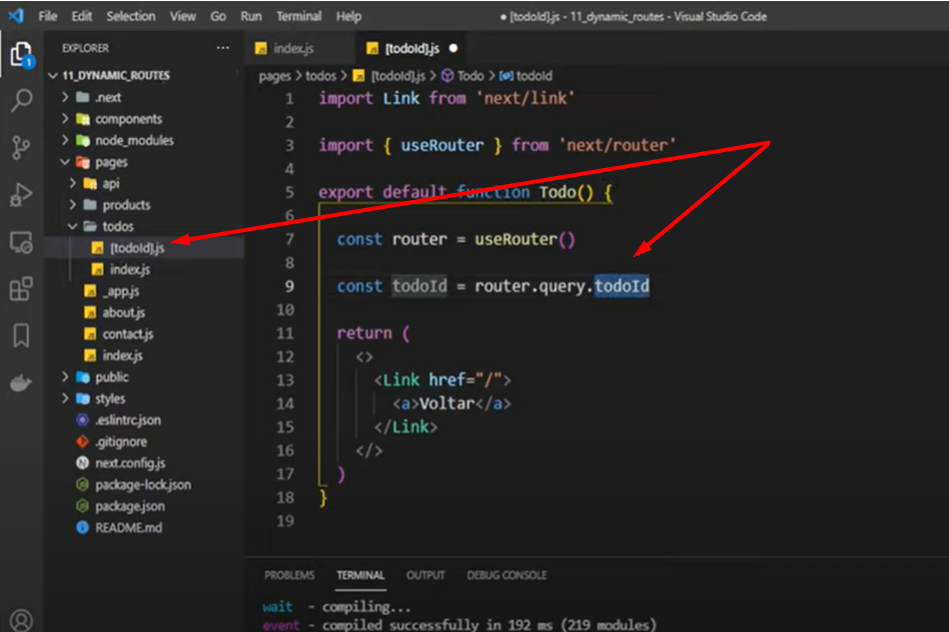 File Edit Selection View Go Run Terminal Help ● [todoId].js - 11_dynamic_routes - Visual Studio Code
EXPLORER ...
index.js [todoId].js ●
1
11_DYNAMIC_ROUTES
pages > todos > [todoId].js > Todo > todoId
.next
components
node_modules
pages
api
products
todos
[todoId].js
index.js
_app.js
about.js
contact.js
index.js
public
styles
.eslintrc.json
.gitignore
next.config.js
package-lock.json
package.json
README.md
1 import Link from 'next/link'
2
3 import { useRouter } from 'next/router'
4
5 export default function Todo() {
6
7 const router = useRouter()
8
9 const todoId = router.query.todoId
10
11 return (
12 <>
13 <Link href="/">
14 <a>Voltar</a>
15 </Link>
16 </>
17 )
18 }
19
PROBLEMS TERMINAL OUTPUT DEBUG CONSOLE
wait - compiling...
event - compiled successfully in 192 ms (219 modules)